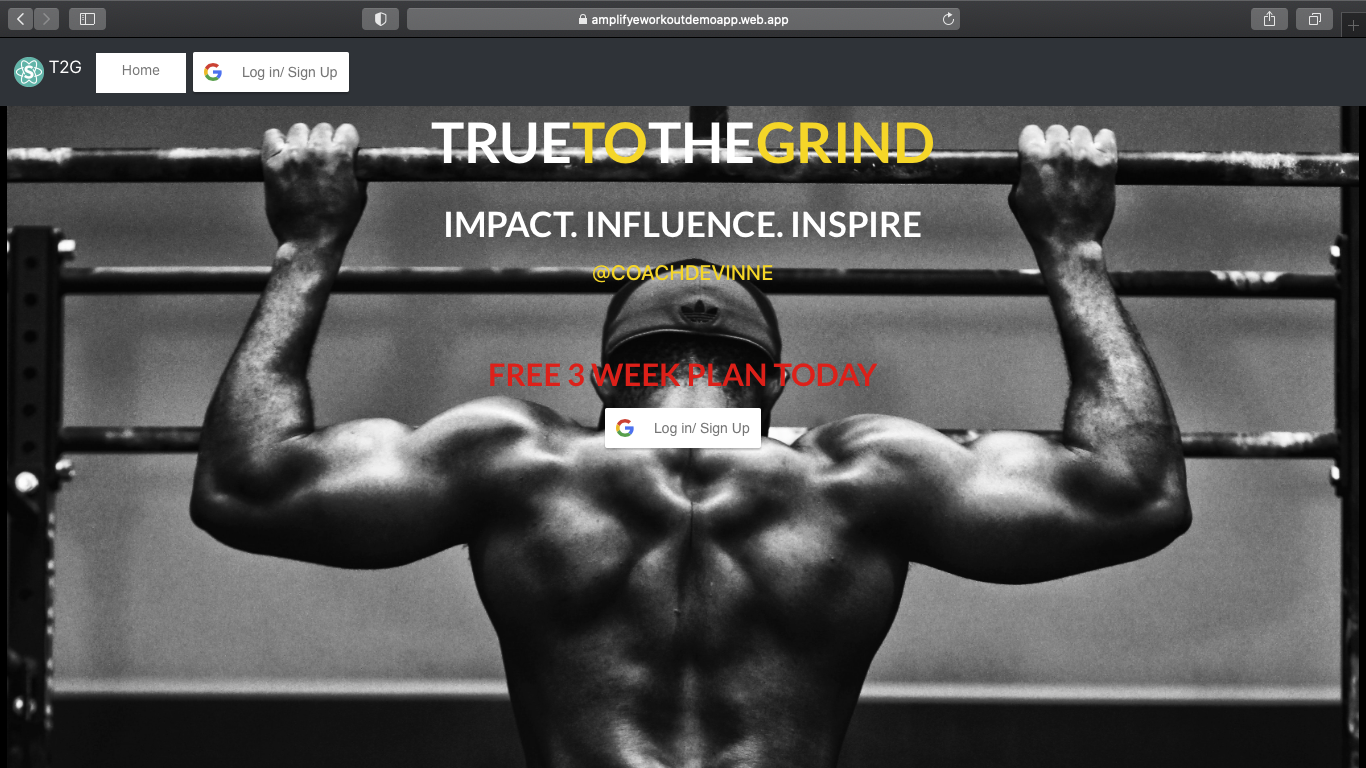 amplifyeworkoutdemoapp.web.app
T2G
Home
Log in/ Sign Up
TRUETOTHEGRIND
IMPACT. INFLUENCE. INSPIRE
@COACHDEVINNE
FREE 3 WEEK PLAN TODAY
Log in/ Sign Up